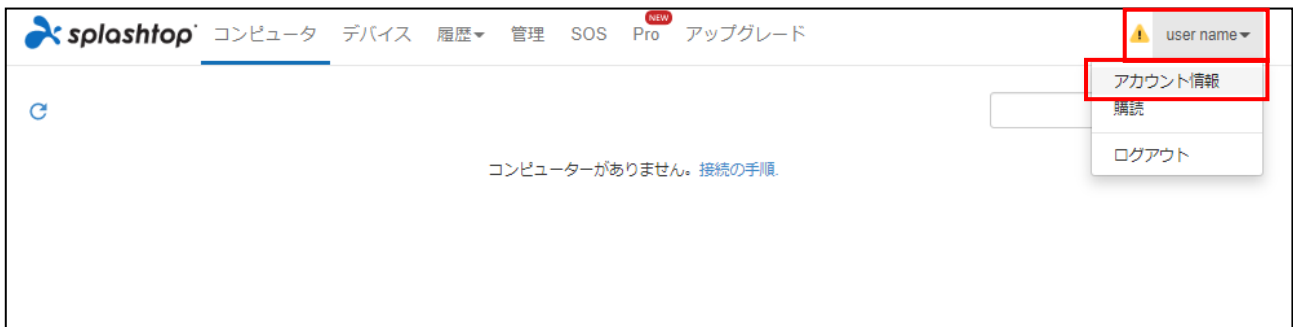 splashtop コンピュータ デバイス 履歴 管理 SOS Pro NEW アップグレード user name
アカウント情報
購読
ログアウト
コンピューターがありません。接続の手順.